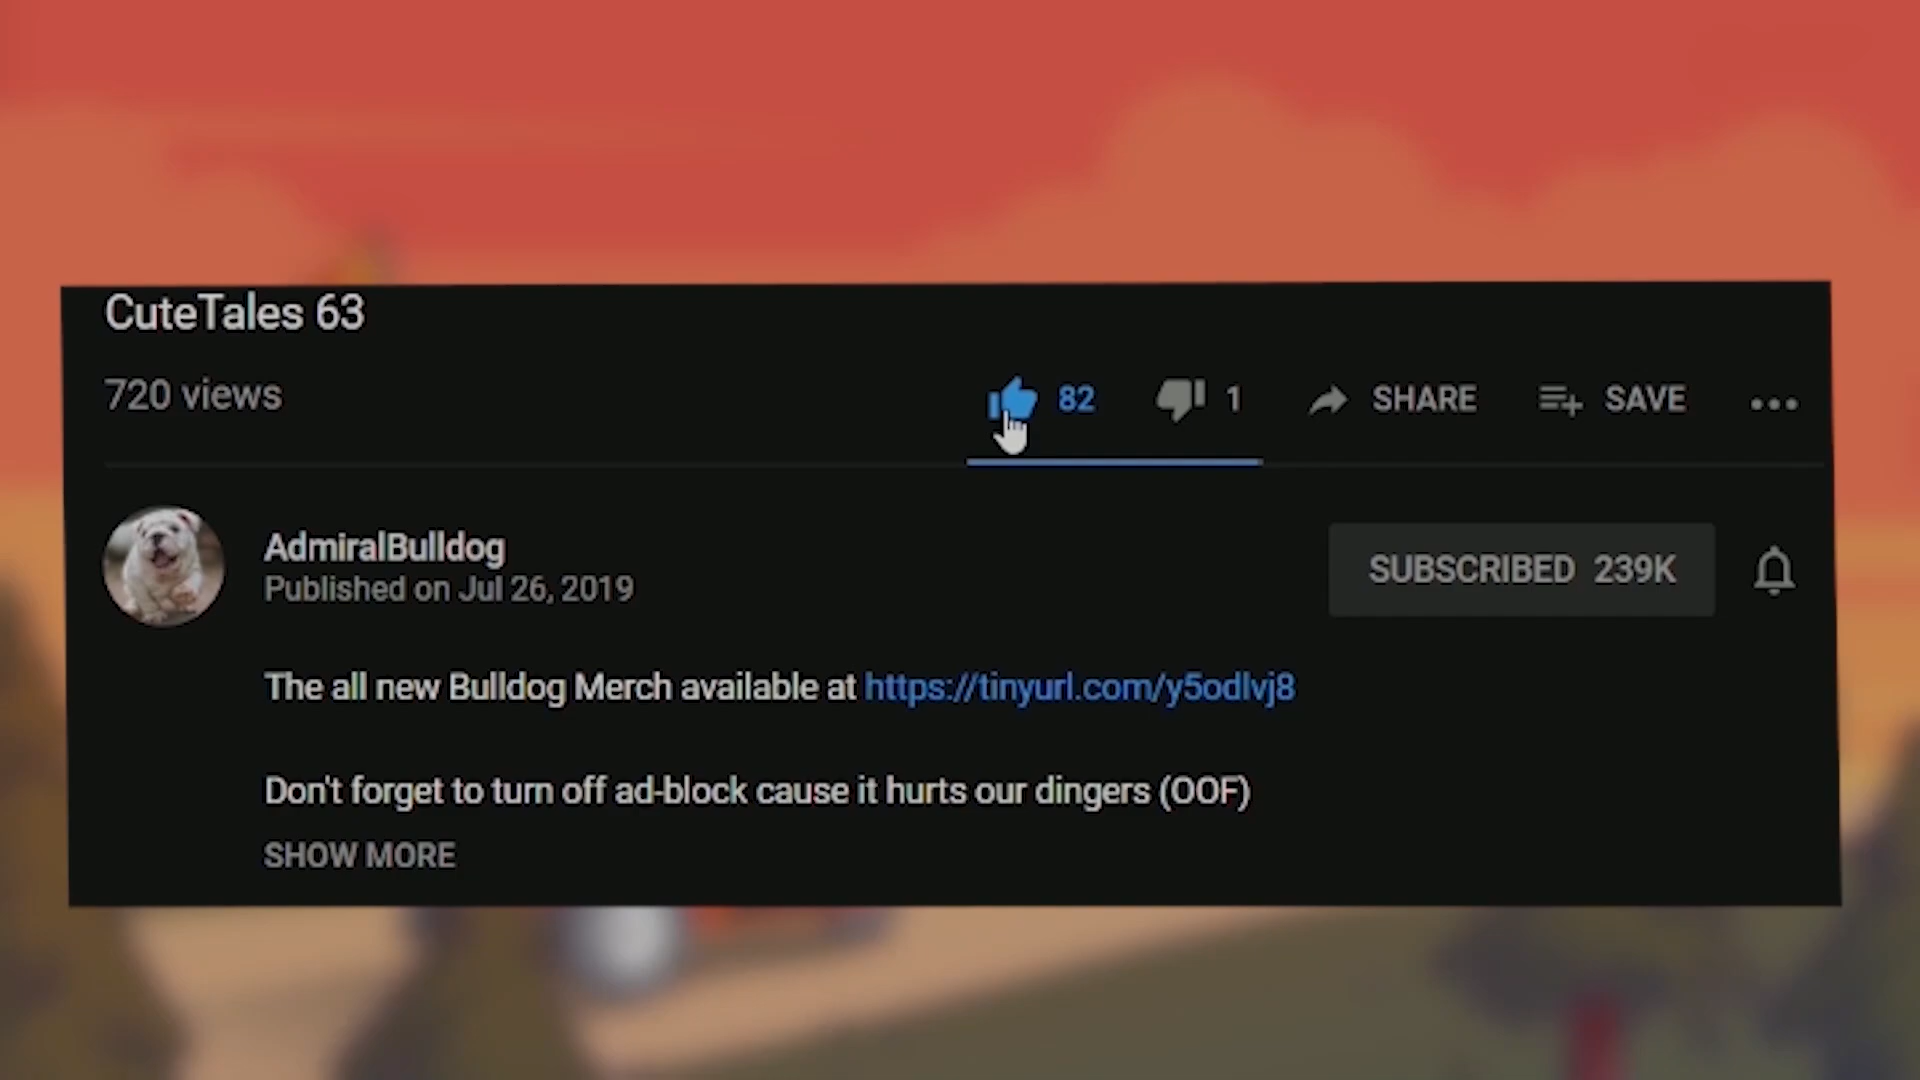 CuteTales 63
720 views
82 1 SHARE SAVE
AdmiralBulldog
Published on Jul 26, 2019
SUBSCRIBED 239K
The all new Bulldog Merch available at https://tinyurl.com/y5odlvj8
Don't forget to turn off ad-block cause it hurts our dingers (OOF)
SHOW MORE